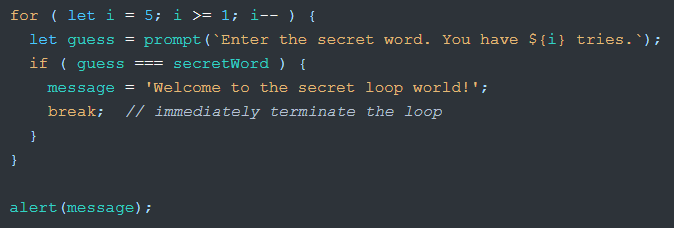 for ( let i = 5; i >= 1; i-- ) {
  let guess = prompt(`Enter the secret word. You have ${i} tries.`);
  if ( guess === secretWord ) {
    message = 'Welcome to the secret loop world!';
    break;  // immediately terminate the loop
  }
}

alert(message);